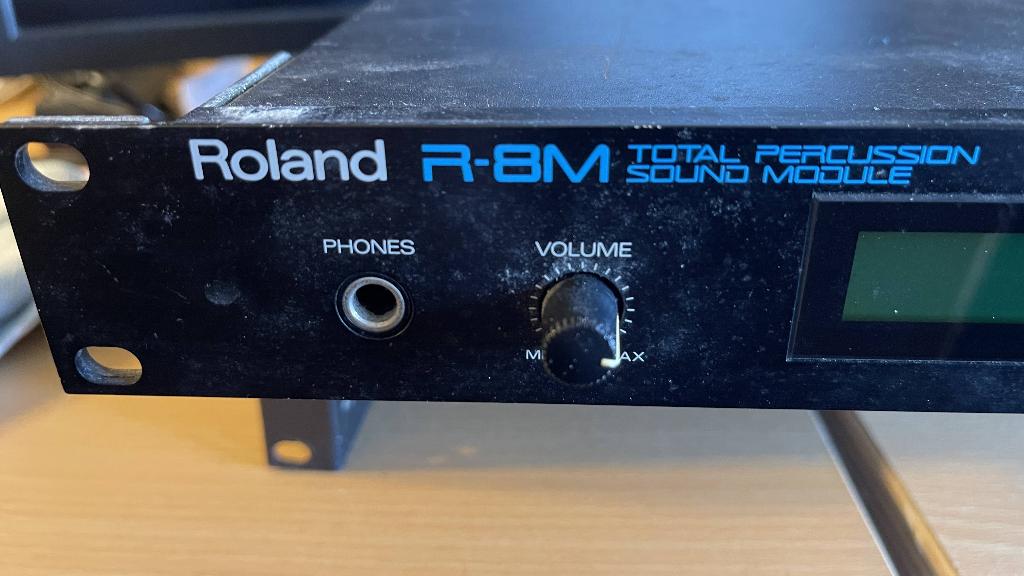 Roland R-8M TOTAL PERCUSSION
SOUND MODULE
PHONES
VOLUME